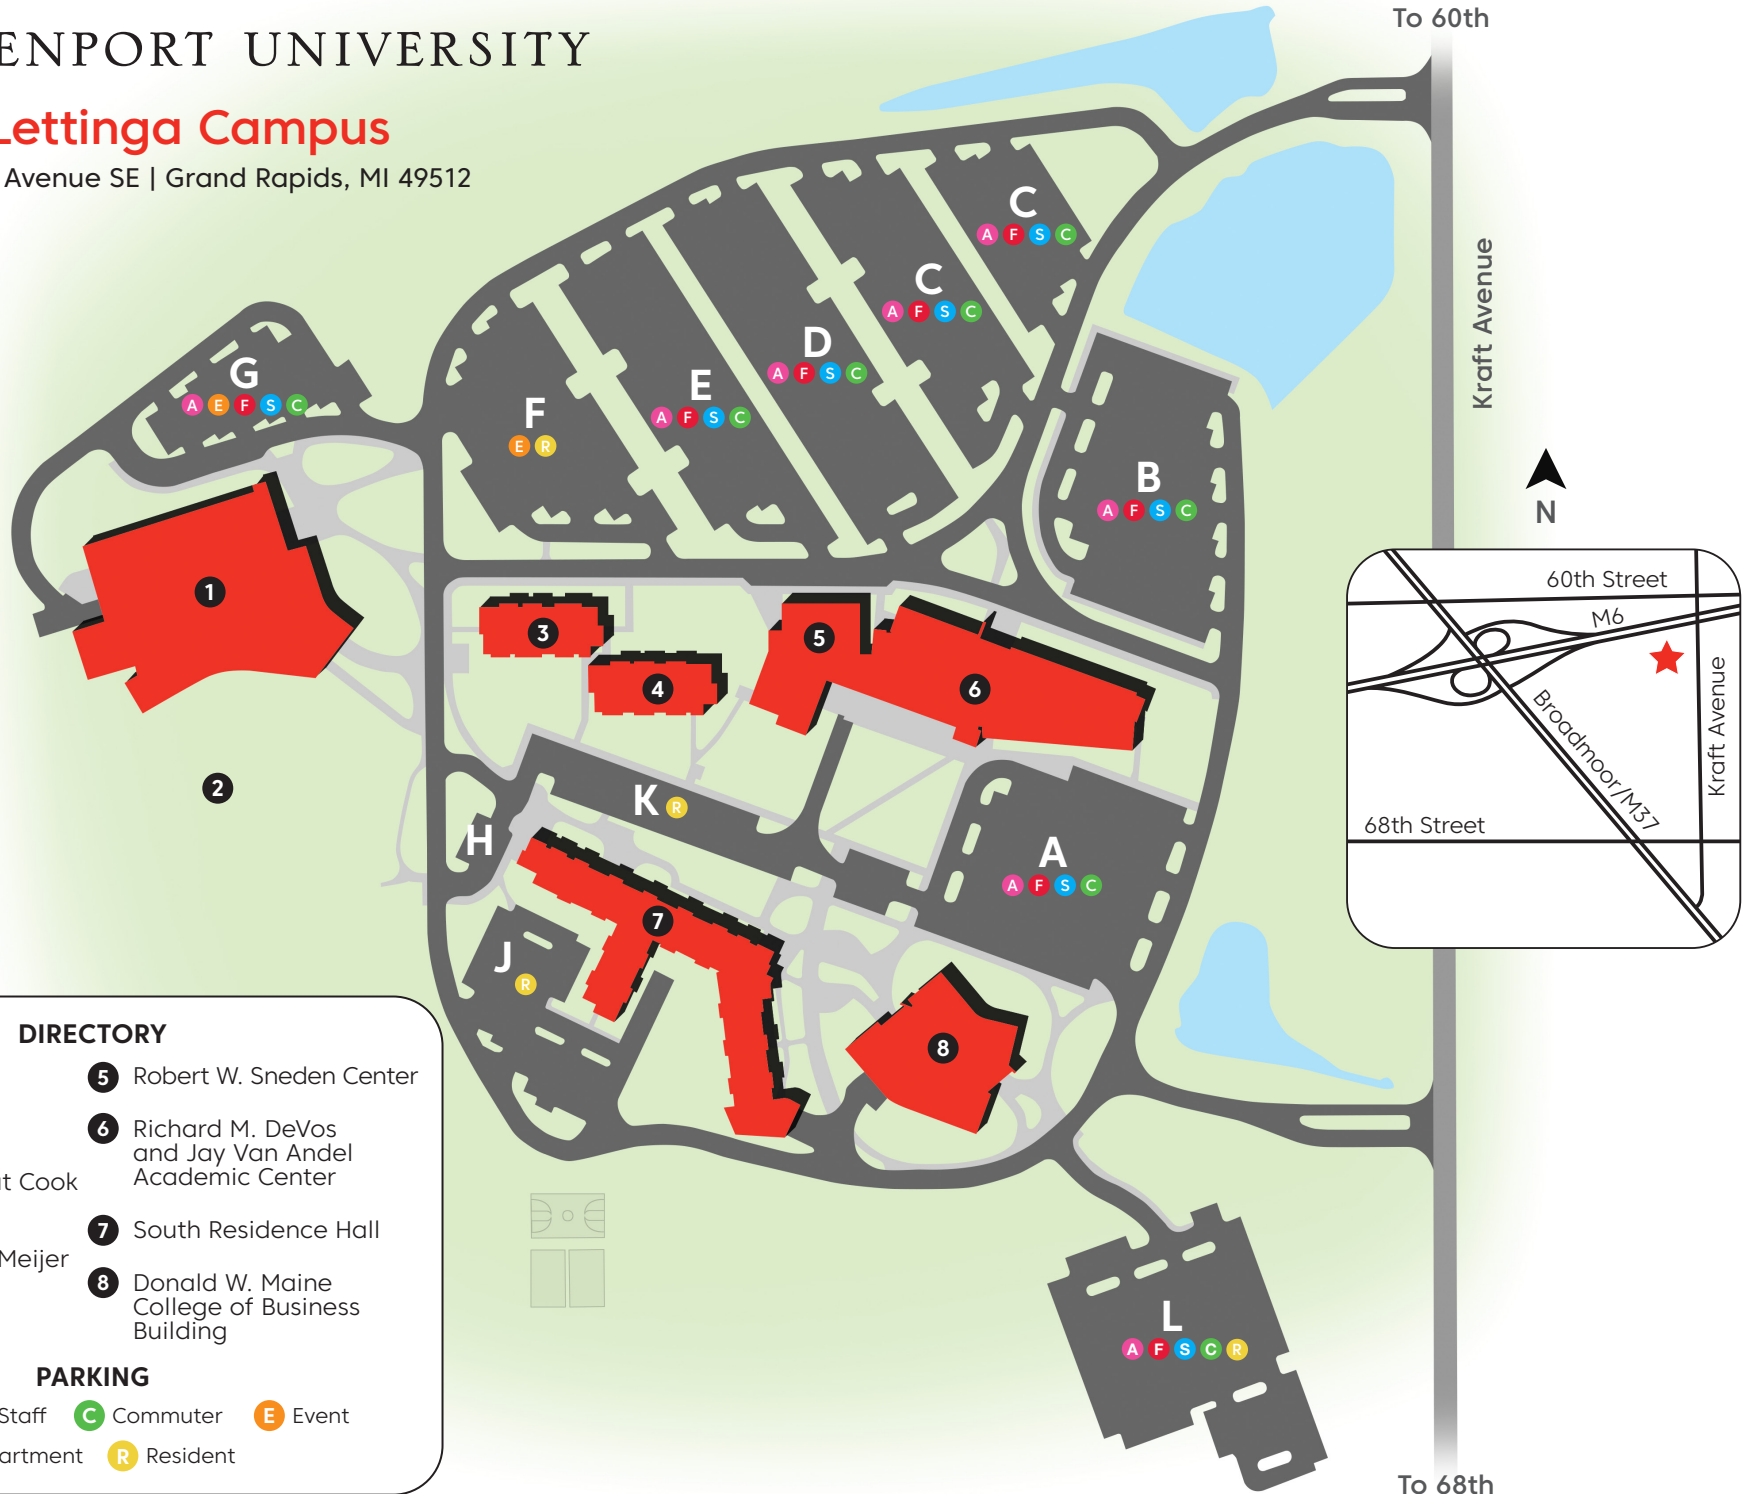 ENPORT UNIVERSITY
Lettinga Campus
Avenue SE | Grand Rapids, MI 49512
To 60th
Kraft Avenue
N
C
A F S C
C
A F S C
D
A F S C
E
A F S C
F
E R
G
A E F S C
B
A F S C
1
2
3
4
5
6
K R
H
A
A F S C
7
J
R
8
L
A F S C R
60th Street
M6
Kraft Avenue
Broadmoor/M37
68th Street
To 68th
DIRECTORY
5 Robert W. Sneden Center
6 Richard M. DeVos
and Jay Van Andel
Academic Center
t Cook
7 South Residence Hall
Meijer
8 Donald W. Maine
College of Business
Building
PARKING
Staff C Commuter E Event
artment R Resident